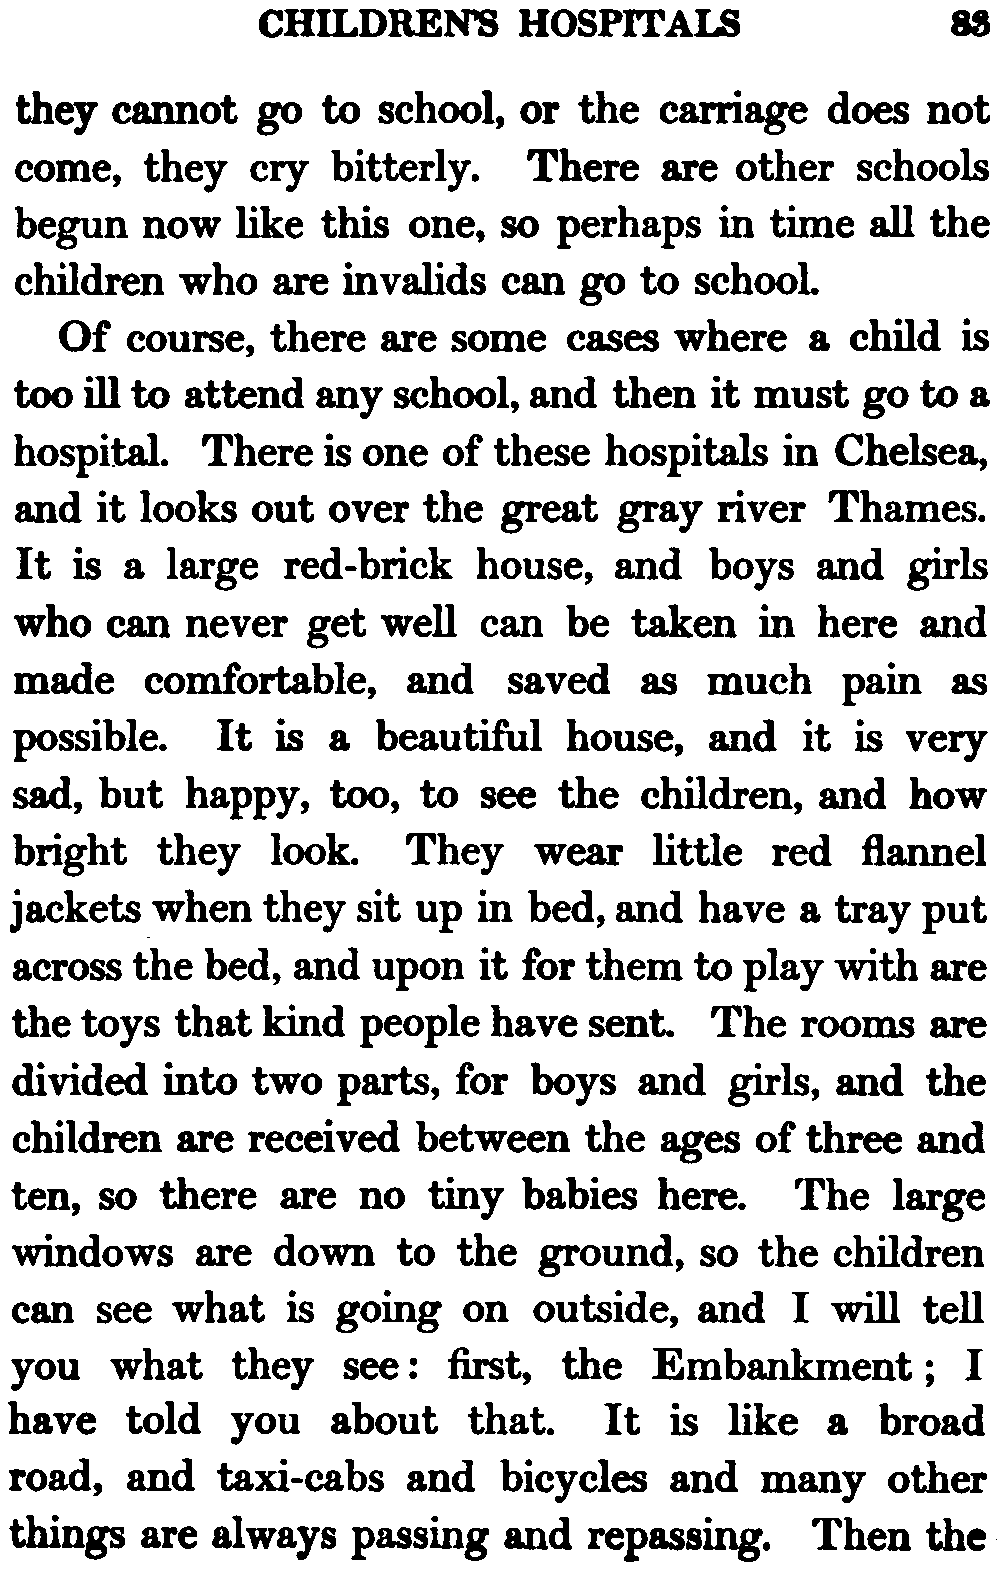 CHILDREN'S HOSPITALS 83
they cannot go to school, or the carriage does not
come, they cry bitterly. There are other schools
begun now like this one, so perhaps in time all the
children who are invalids can go to school.
Of course, there are some cases where a child is
too ill to attend any school, and then it must go to a
hospital. There is one of these hospitals in Chelsea,
and it looks out over the great gray river Thames.
It is a large red-brick house, and boys and girls
who can never get well can be taken in here and
made comfortable, and saved as much pain as
possible. It is a beautiful house, and it is very
sad, but happy, too, to see the children, and how
bright they look. They wear little red flannel
jackets when they sit up in bed, and have a tray put
across the bed, and upon it for them to play with are
the toys that kind people have sent. The rooms are
divided into two parts, for boys and girls, and the
children are received between the ages of three and
ten, so there are no tiny babies here. The large
windows are down to the ground, so the children
can see what is going on outside, and I will tell
you what they see: first, the Embankment; I
have told you about that. It is like a broad
road, and taxi-cabs and bicycles and many other
things are always passing and repassing. Then the